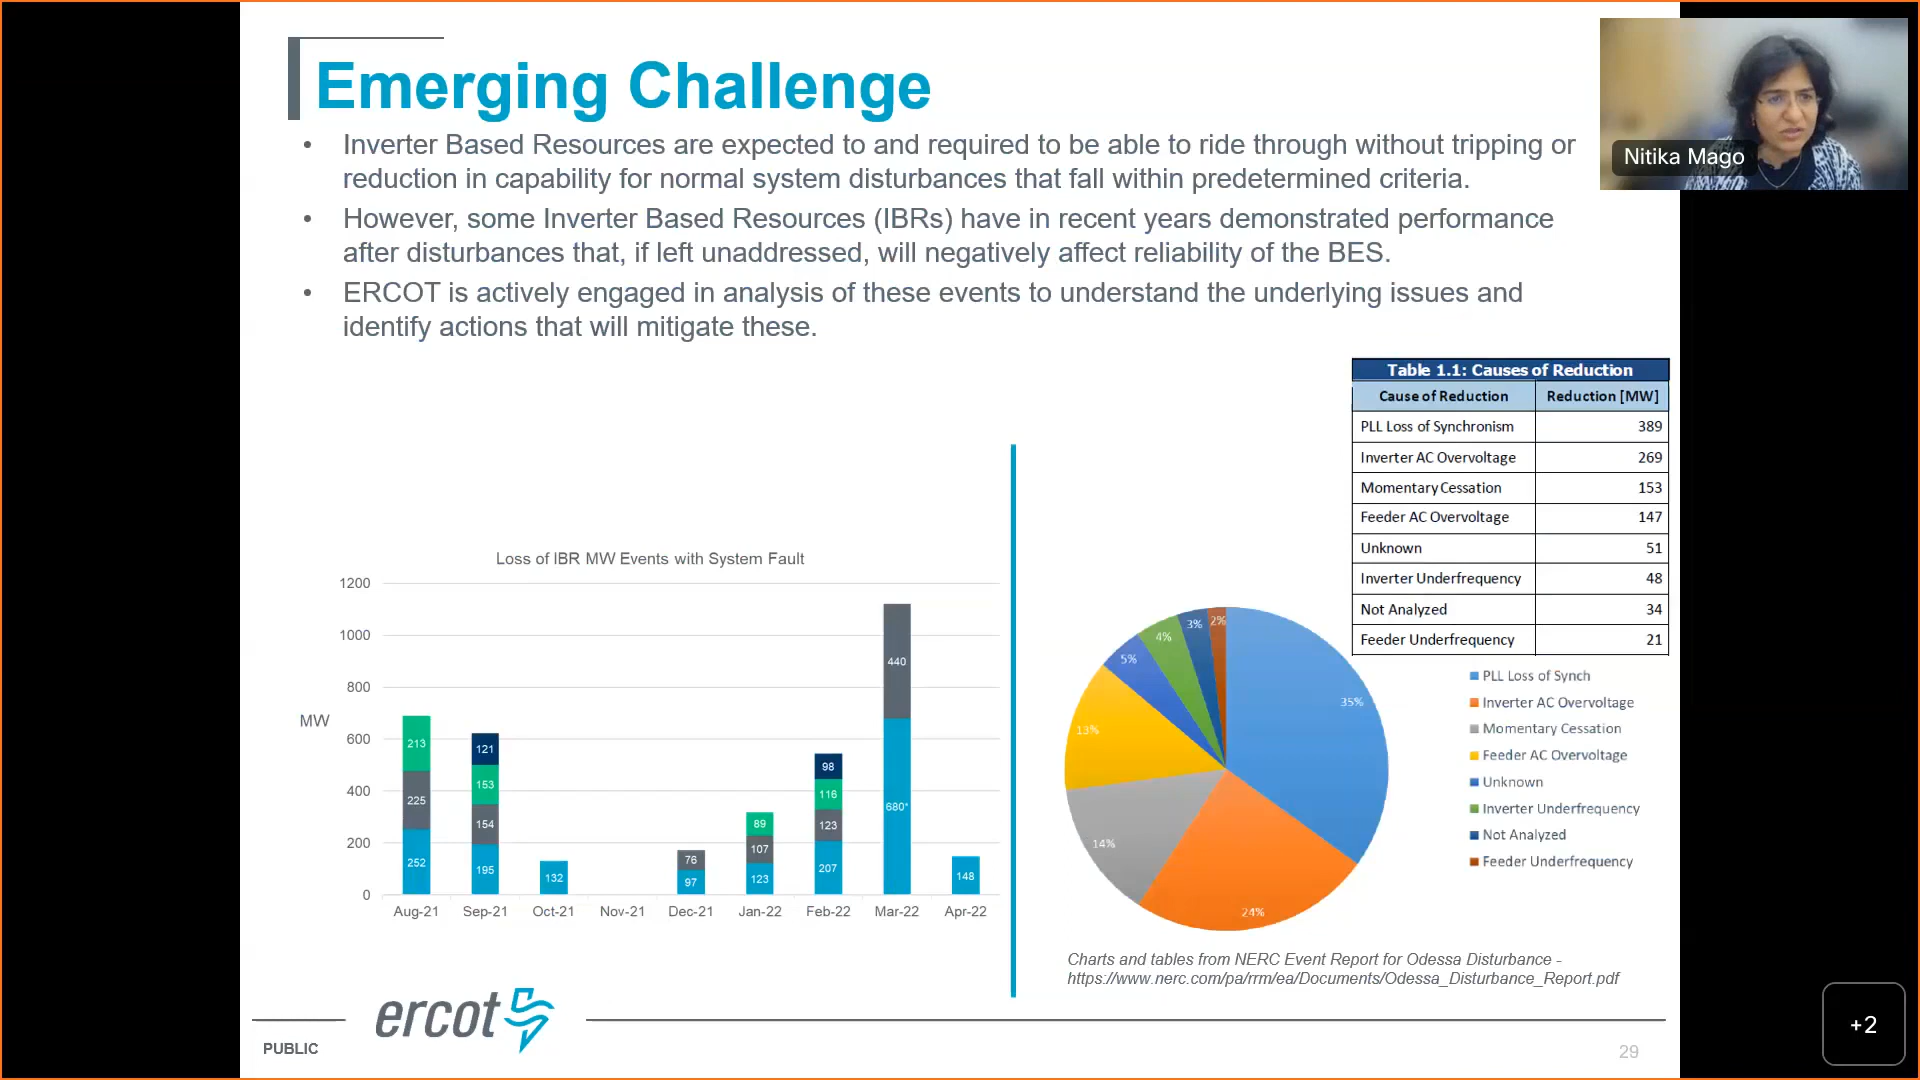 Emerging Challenge
• Inverter Based Resources are expected to and required to be able to ride through without tripping or
reduction in capability for normal system disturbances that fall within predetermined criteria.
• However, some Inverter Based Resources (IBRs) have in recent years demonstrated performance
after disturbances that, if left unaddressed, will negatively affect reliability of the BES.
• ERCOT is actively engaged in analysis of these events to understand the underlying issues and
identify actions that will mitigate these.
Nitika Mago
Loss of IBR MW Events with System Fault
MW
1200
1000
800
600
400
200
0
213
225
252
121
153
154
195
132
76
97
89
107
123
98
116
123
207
440
680*
148
Aug-21 Sep-21 Oct-21 Nov-21 Dec-21 Jan-22 Feb-22 Mar-22 Apr-22
Table 1.1: Causes of Reduction
Cause of Reduction Reduction [MW]
PLL Loss of Synchronism 389
Inverter AC Overvoltage 269
Momentary Cessation 153
Feeder AC Overvoltage 147
Unknown 51
Inverter Underfrequency 48
Not Analyzed 34
Feeder Underfrequency 21
35%
24%
14%
13%
5%
4%
3%
2%
PLL Loss of Synch
Inverter AC Overvoltage
Momentary Cessation
Feeder AC Overvoltage
Unknown
Inverter Underfrequency
Not Analyzed
Feeder Underfrequency
Charts and tables from NERC Event Report for Odessa Disturbance -
https://www.nerc.com/pa/rrm/ea/Documents/Odessa_Disturbance_Report.pdf
ercot
PUBLIC
29
+2